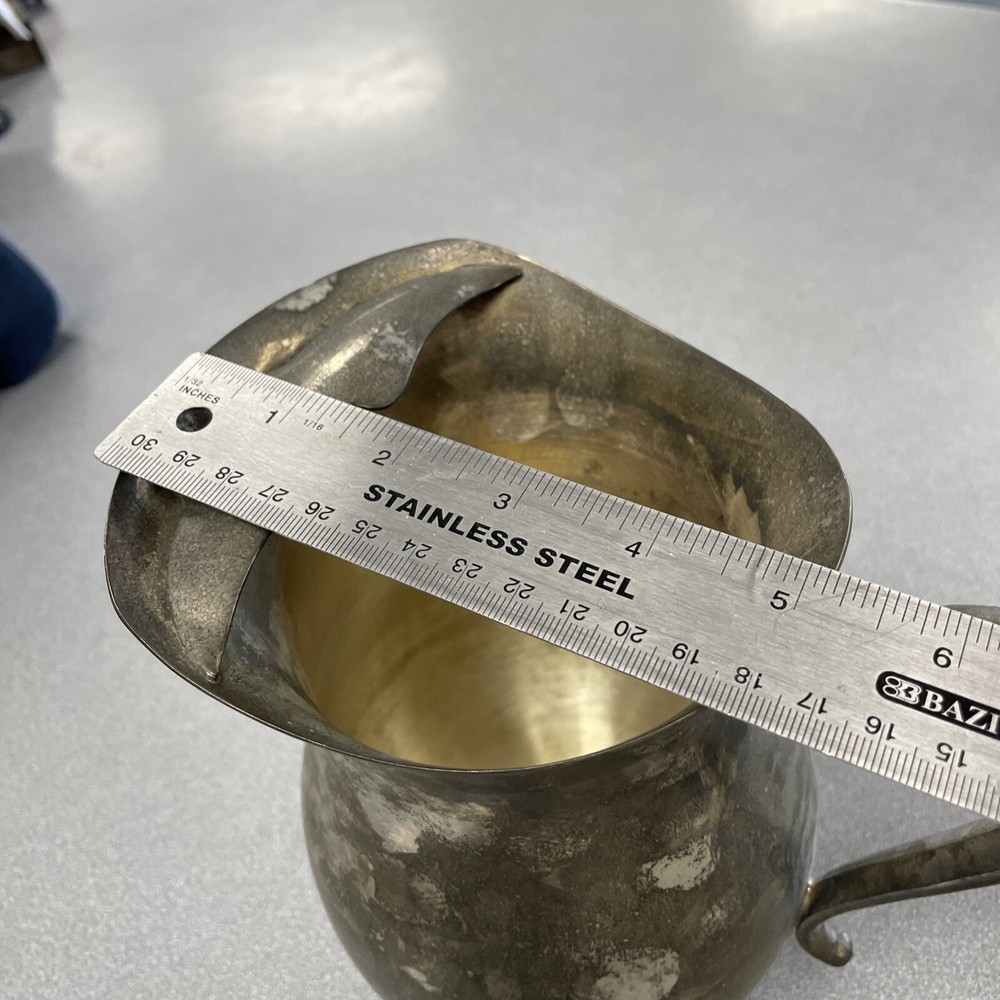 1/32
INCHES
1 1/16 2 3 4 5 6
STAINLESS STEEL
BAZI
30 29 28 27 26 25 24 23 22 21 20 19 18 17 16 15